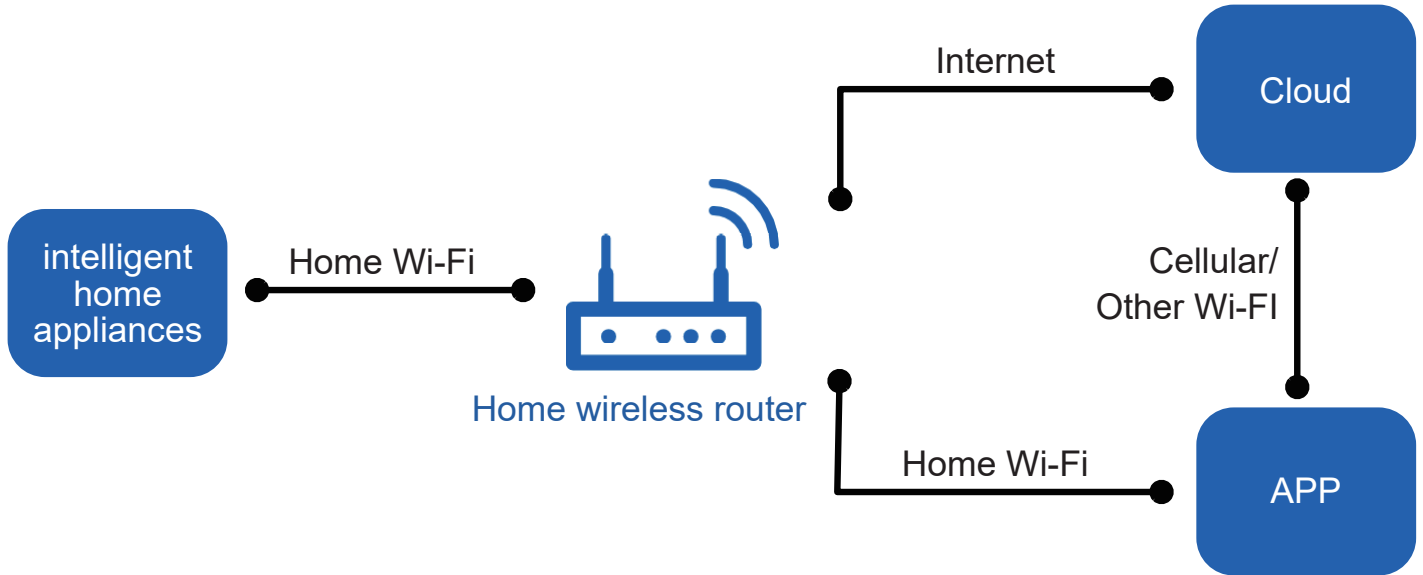 Internet
Cloud
intelligent
home
appliances
Home Wi-Fi
Cellular/
Other Wi-FI
Home wireless router
Home Wi-Fi
APP